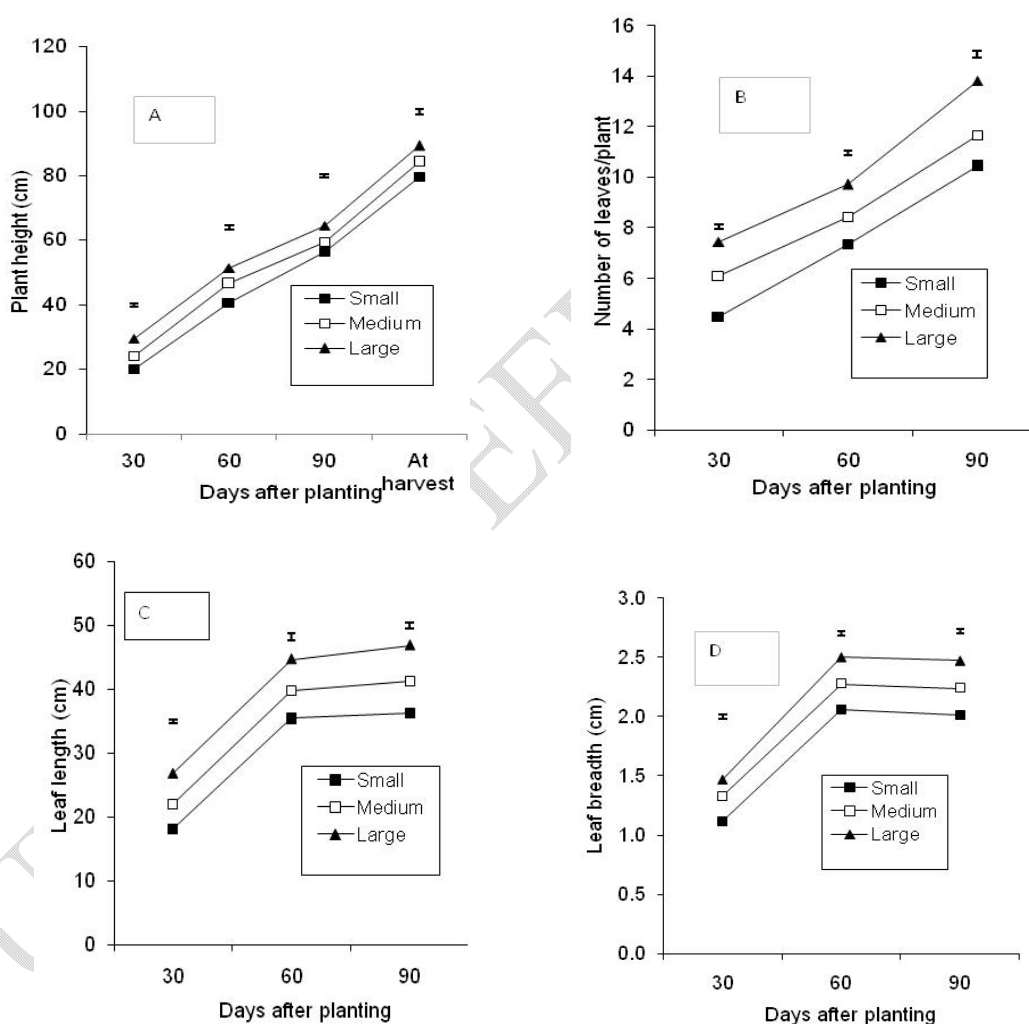 A
Plant height (cm)
120
100
80
60
40
20
0
Small
Medium
Large
30 60 90 At harvest
Days after planting
B
Number of leaves/plant
16
14
12
10
8
6
4
2
0
Small
Medium
Large
30 60 90
Days after planting
C
Leaf length (cm)
60
50
40
30
20
10
0
Small
Medium
Large
30 60 90
Days after planting
D
Leaf breadth (cm)
3.0
2.5
2.0
1.5
1.0
0.5
0.0
Small
Medium
Large
30 60 90
Days after planting